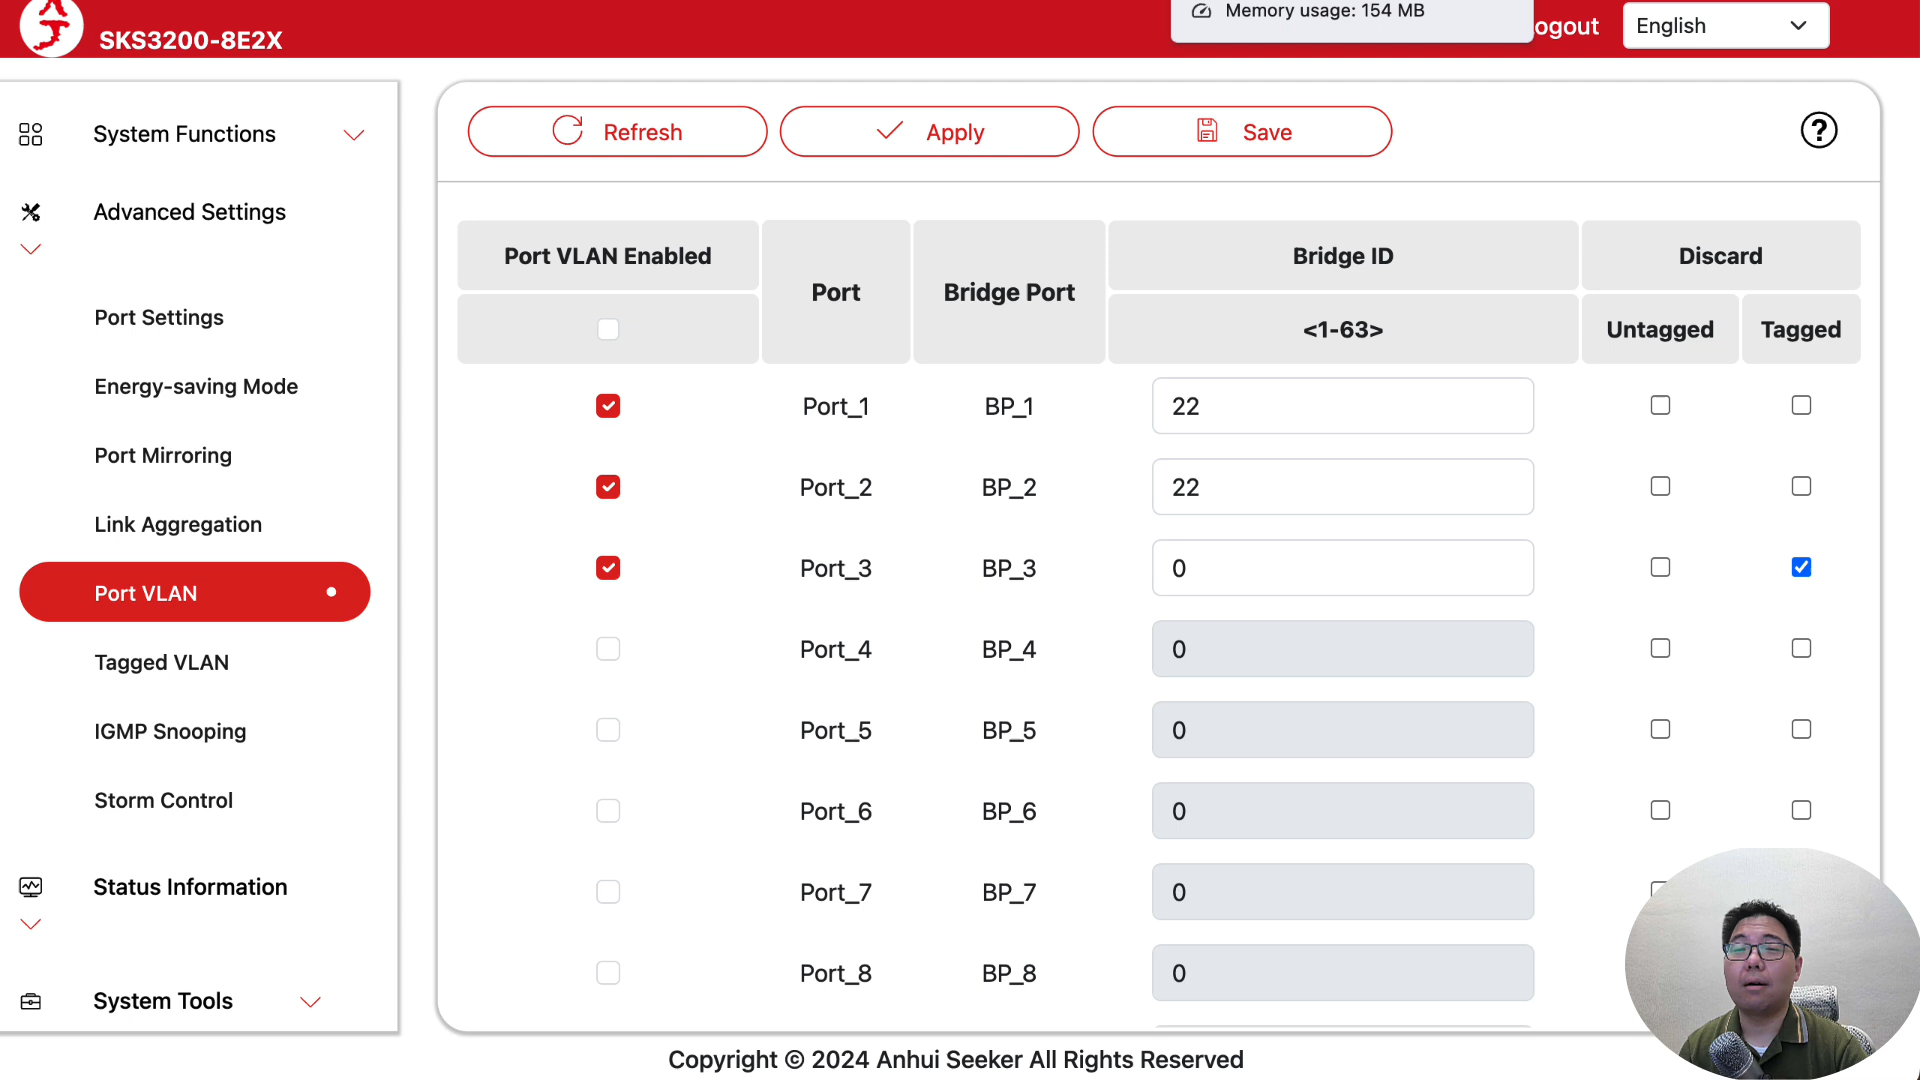 SKS3200-8E2X
Memory usage: 154 MB
ogout
English
System Functions
Advanced Settings
Port Settings
Energy-saving Mode
Port Mirroring
Link Aggregation
Port VLAN
Tagged VLAN
IGMP Snooping
Storm Control
Status Information
System Tools
Refresh
Apply
Save
?
Port VLAN Enabled
Port
Bridge Port
Bridge ID
Discard
<1-63>
Untagged
Tagged
Port_1 BP_1 22
Port_2 BP_2 22
Port_3 BP_3 0
Port_4 BP_4 0
Port_5 BP_5 0
Port_6 BP_6 0
Port_7 BP_7 0
Port_8 BP_8 0
Copyright © 2024 Anhui Seeker All Rights Reserved